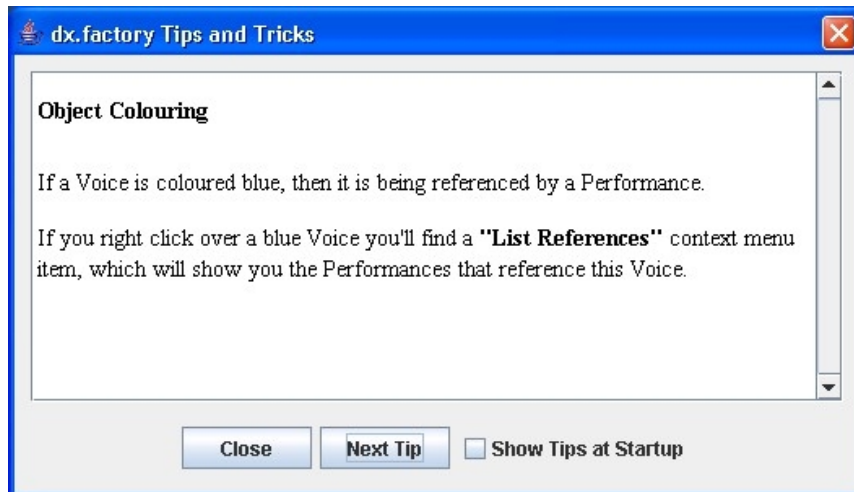 dx.factory Tips and Tricks
Object Colouring
If a Voice is coloured blue, then it is being referenced by a Performance.
If you right click over a blue Voice you'll find a "List References" context menu
item, which will show you the Performances that reference this Voice.
Close Next Tip Show Tips at Startup